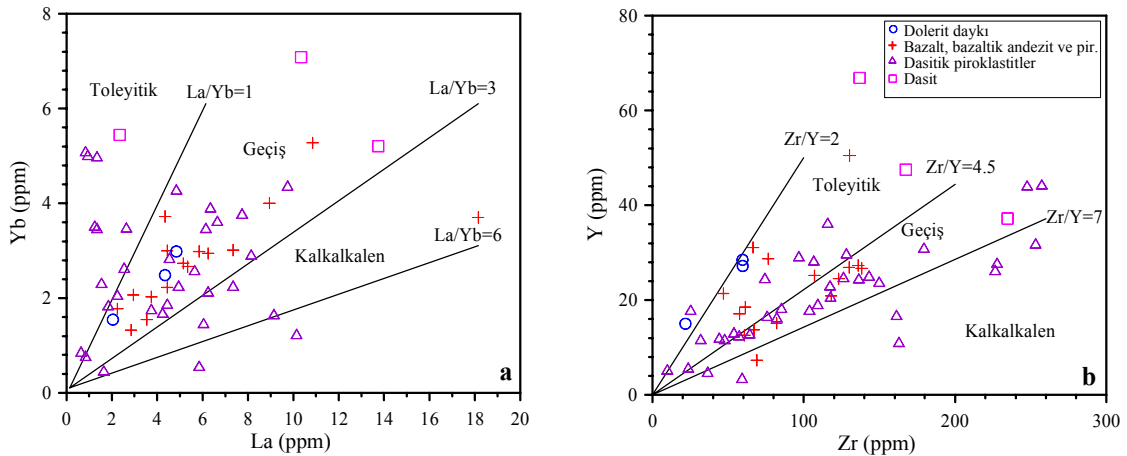 8
6
4
2
0
Yb (ppm)
0 2 4 6 8 10 12 14 16 18 20
La (ppm)
Toleyitik
La/Yb=1
La/Yb=3
Geçiş
Kalkalkalen
La/Yb=6
a
80
60
40
20
0
Y (ppm)
0 100 200 300
Zr (ppm)
Dolerit daykı
Bazalt, bazaltik andezit ve pir.
Dasitik piroklastitler
Dasit
Zr/Y=2
Toleyitik
Zr/Y=4.5
Geçiş
Zr/Y=7
Kalkalkalen
b